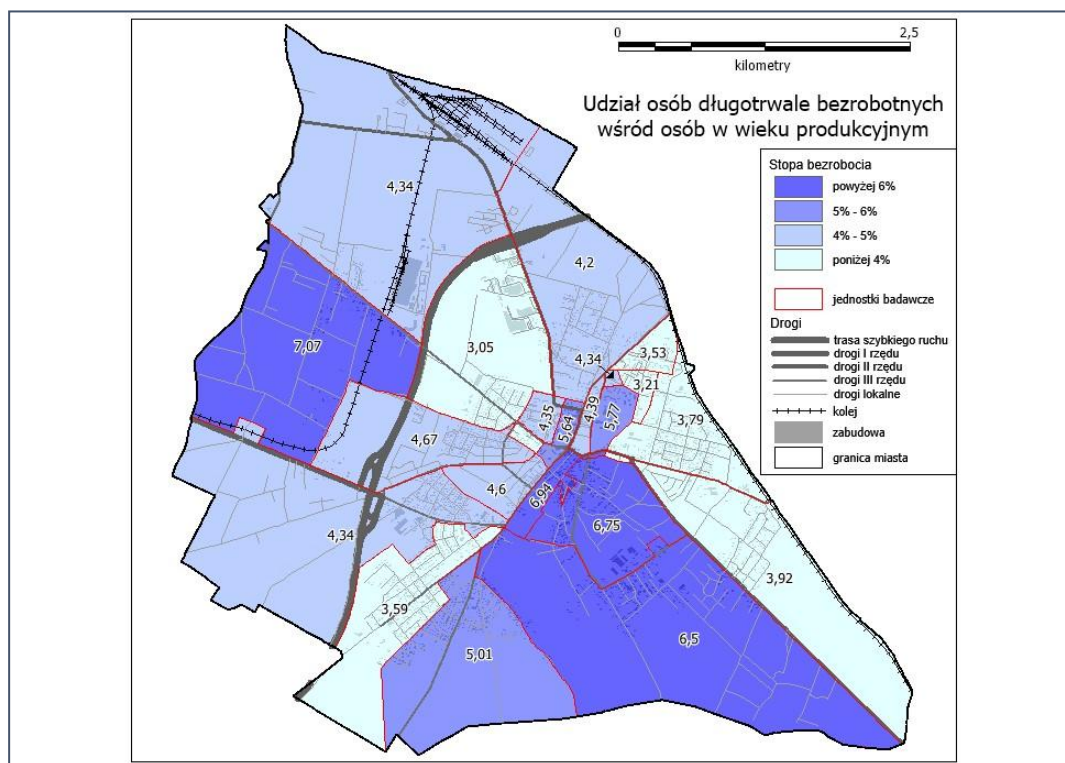 0 2,5
kilometry
Udział osób długotrwale bezrobotnych
wśród osób w wieku produkcyjnym
Stopa bezrobocia
powyżej 6%
5% - 6%
4% - 5%
poniżej 4%
jednostki badawcze
Drogi
trasa szybkiego ruchu
drogi I rzędu
drogi II rzędu
drogi III rzędu
drogi lokalne
kolej
zabudowa
granica miasta
4,34
4,2
7,07
3,05
4,34
3,53
3,21
4,35
5,64
4,39
5,77
3,79
4,67
4,6
6,94
6,75
4,34
3,92
3,59
5,01
6,5